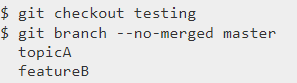 $ git checkout testing
$ git branch --no-merged master
  topicA
  featureB